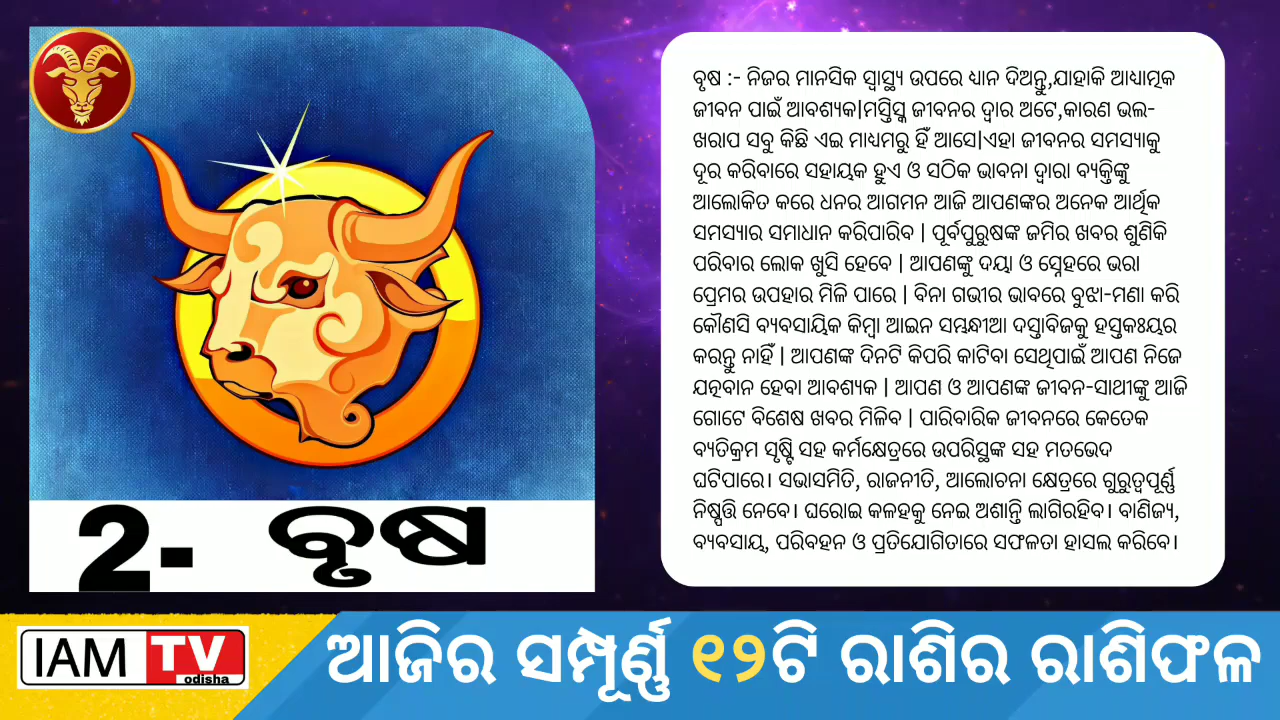 2- ବୃଷ
ବୃଷ :- ନିଜର ମାନସିକ ସ୍ୱାସ୍ଥ୍ୟ ଉପରେ ଧ୍ୟାନ ଦିଅନ୍ତୁ,ଯାହାକି ଆଧ୍ୟାତ୍ମକ
ଜୀବନ ପାଇଁ ଆବଶ୍ୟକ|ମସ୍ତିସ୍କ ଜୀବନର ଦ୍ୱାର ଅଟେ,କାରଣ ଭଲ-
ଖରାପ ସବୁ କିଛି ଏଇ ମାଧ୍ୟମରୁ ହିଁ ଆସେ|ଏହା ଜୀବନର ସମସ୍ୟାକୁ
ଦୂର କରିବାରେ ସହାୟକ ହୁଏ ଓ ସଠିକ ଭାବନା ଦ୍ୱାରା ବ୍ୟକ୍ତିଙ୍କୁ
ଆଲୋକିତ କରେ ଧନର ଆଗମନ ଆଜି ଆପଣଙ୍କର ଅନେକ ଆର୍ଥିକ
ସମସ୍ୟାର ସମାଧାନ କରିପାରିବ | ପୂର୍ବପୁରୁଷଙ୍କ ଜମିର ଖବର ଶୁଣିକି
ପରିବାର ଲୋକ ଖୁସି ହେବେ | ଆପଣଙ୍କୁ ଦୟା ଓ ସ୍ନେହରେ ଭରା
ପ୍ରେମର ଉପହାର ମିଳି ପାରେ | ବିନା ଗଭୀର ଭାବରେ ବୁଝା-ମଣା କରି
କୌଣସି ବ୍ୟବସାୟିକ କିମ୍ବା ଆଇନ ସମ୍ଭନ୍ଧୀଆ ଦସ୍ତାବିଜକୁ ହସ୍ତକଃୟର
କରନ୍ତୁ ନାହିଁ | ଆପଣଙ୍କ ଦିନଟି କିପରି କାଟିବା ସେଥିପାଇଁ ଆପଣ ନିଜେ
ଯତ୍ନବାନ ହେବା ଆବଶ୍ୟକ | ଆପଣ ଓ ଆପଣଙ୍କ ଜୀବନ-ସାଥୀଙ୍କୁ ଆଜି
ଗୋଟେ ବିଶେଷ ଖବର ମିଳିବ | ପାରିବାରିକ ଜୀବନରେ କେତେକ
ବ୍ୟତିକ୍ରମ ସୃଷ୍ଟି ସହ କର୍ମକ୍ଷେତ୍ରରେ ଉପରିସ୍ଥଙ୍କ ସହ ମତଭେଦ
ଘଟିପାରେ। ସଭାସମିତି, ରାଜନୀତି, ଆଲୋଚନା କ୍ଷେତ୍ରରେ ଗୁରୁତ୍ୱପୂର୍ଣ୍ଣ
ନିଷ୍ପତ୍ତି ନେବେ। ଘରୋଇ କଳହକୁ ନେଇ ଅଶାନ୍ତି ଲାଗିରହିବ। ବାଣିଜ୍ୟ,
ବ୍ୟବସାୟ, ପରିବହନ ଓ ପ୍ରତିଯୋଗିତାରେ ସଫଳତା ହାସଲ କରିବେ।
IAM TV odisha
ଆଜିର ସମ୍ପୂର୍ଣ୍ଣ ୧୨ଟି ରାଶିର ରାଶିଫଳ